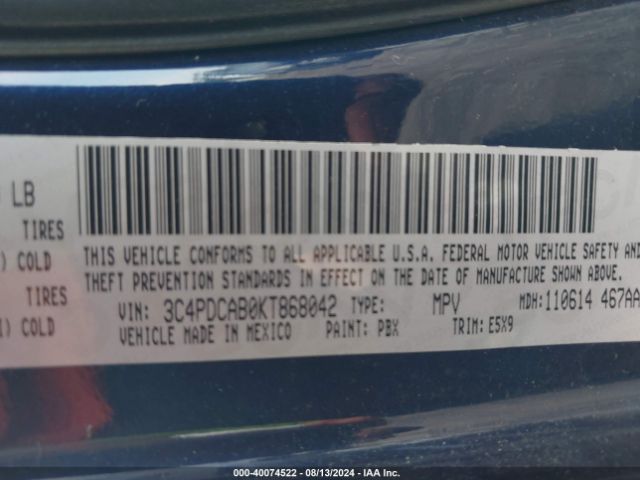 LB
TIRES
) COLD
TIRES
) COLD
THIS VEHICLE CONFORMS TO ALL APPLICABLE U.S.A. FEDERAL MOTOR VEHICLE SAFETY AND
THEFT PREVENTION STANDARDS IN EFFECT ON THE DATE OF MANUFACTURE SHOWN ABOVE.
VIN: 3C4PDCAB0KT868042 TYPE: MPV MDH:110614 467AA
VEHICLE MADE IN MEXICO PAINT: PBX TRIM: E5X9
000-40074522 - 08/13/2024 - IAA Inc.